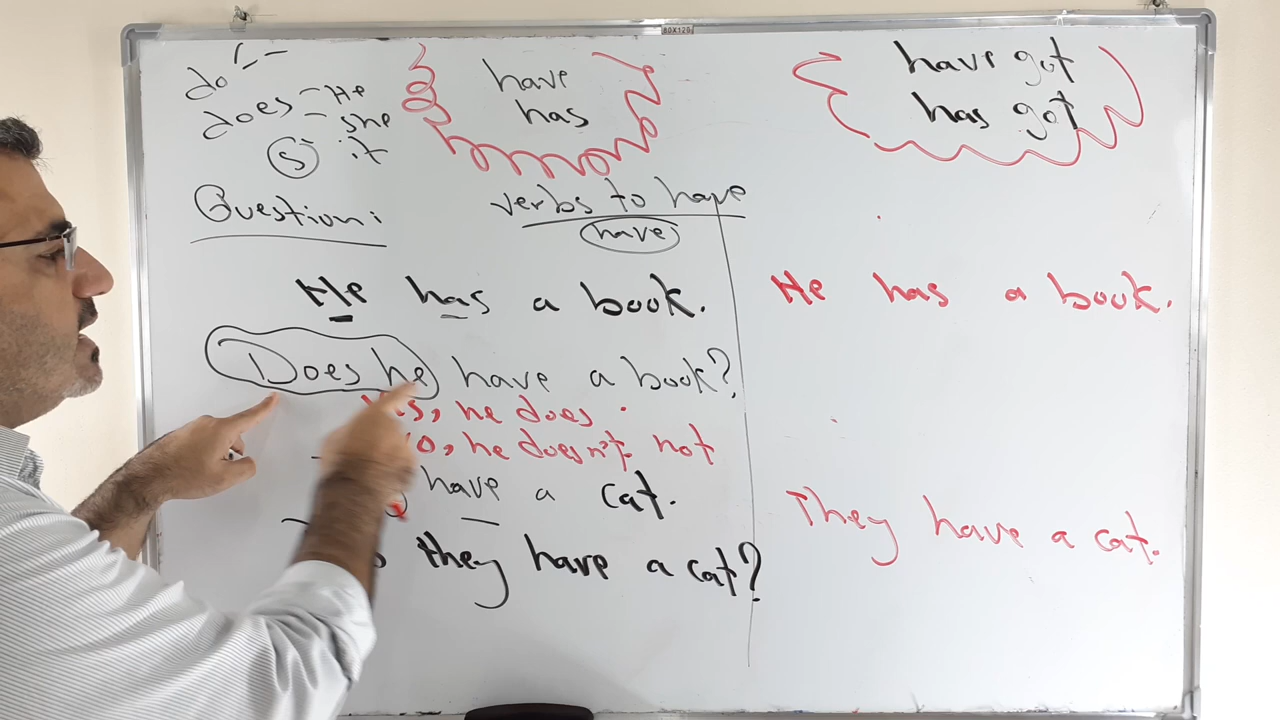 80X120
do
does - He
- she
S it
have
has
have got
has got
Question:
verbs to have
have
He has a book.
Does he have a book?
he does.
he doesn't not
have a cat.
they have a cat?
He has a book.
They have a cat.